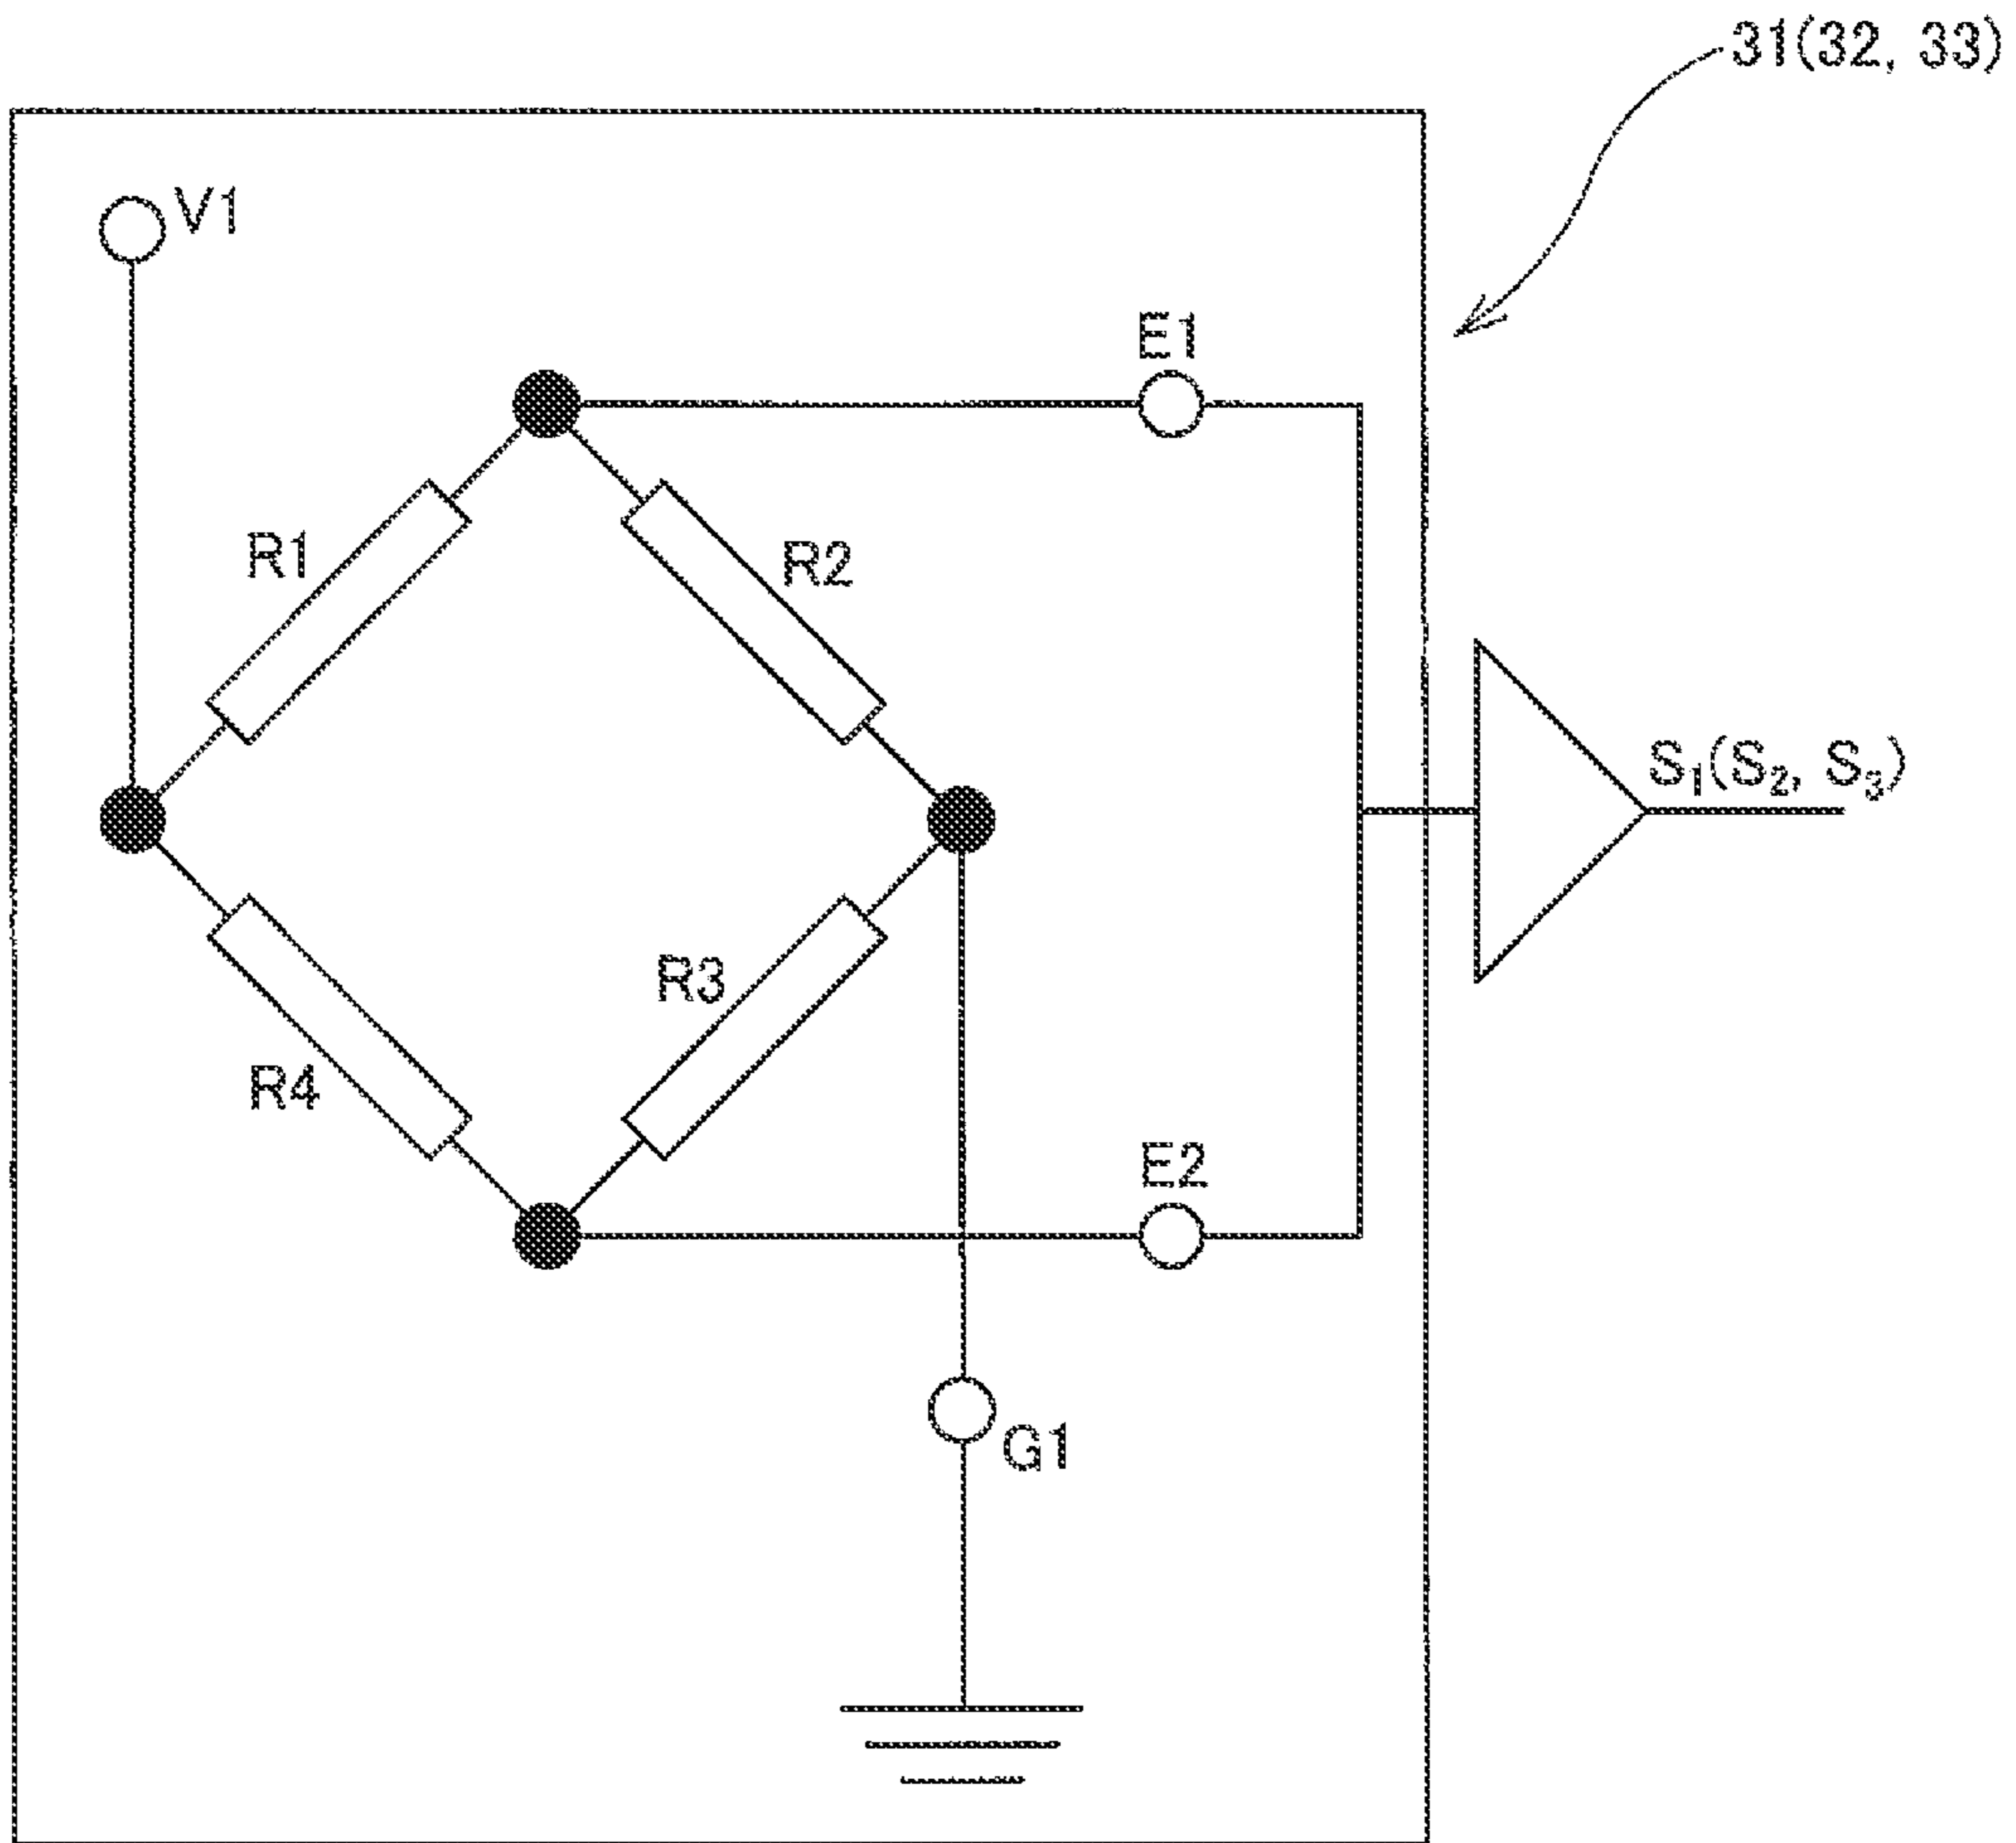 31(32, 33)
V1
E1
R1
R2
S₁(S₂, S₃)
R3
R4
E2
G1